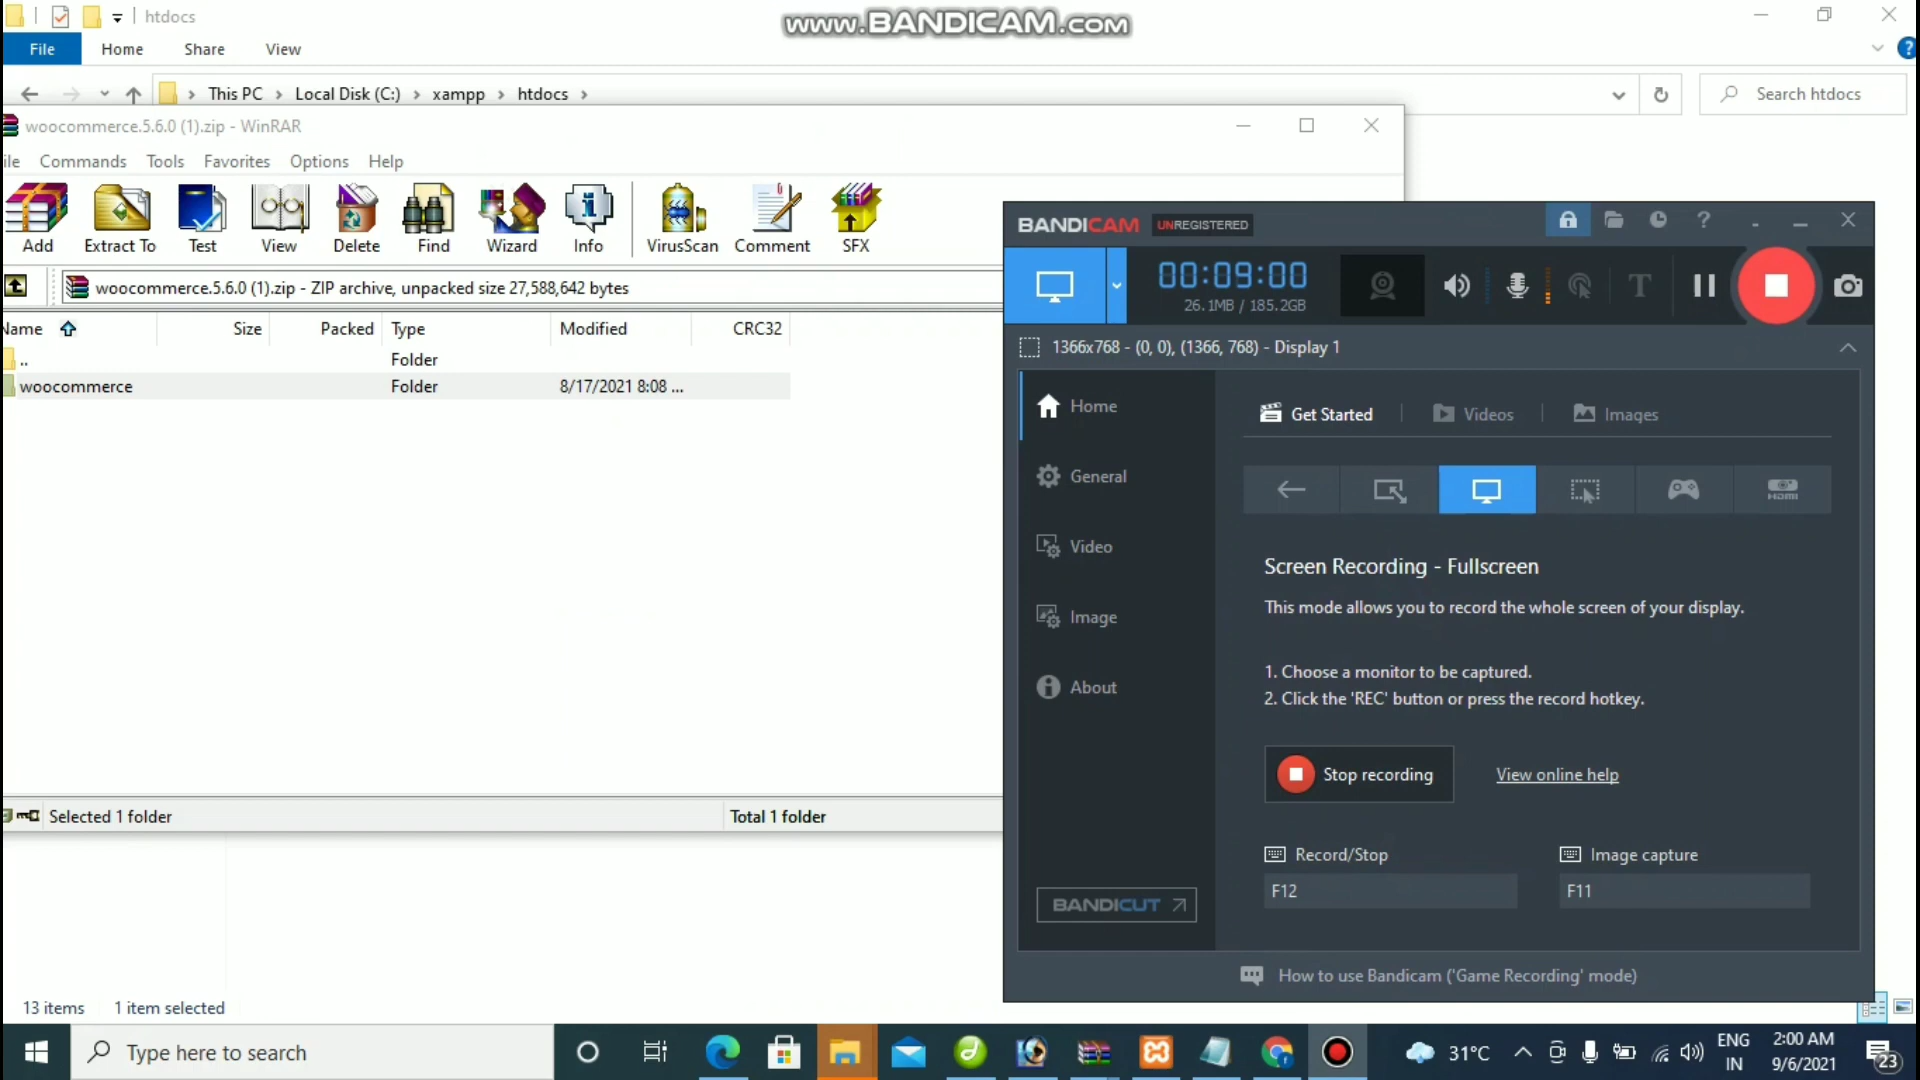 htdocs
www.BANDICAM.com
File Home Share View
This PC > Local Disk (C:) > xampp > htdocs >
Search htdocs
woocommerce.5.6.0 (1).zip - WinRAR
ile Commands Tools Favorites Options Help
Add Extract To Test View Delete Find Wizard Info VirusScan Comment SFX
woocommerce.5.6.0 (1).zip - ZIP archive, unpacked size 27,588,642 bytes
Name Size Packed Type Modified CRC32
.. Folder
woocommerce Folder 8/17/2021 8:08 ...
Selected 1 folder Total 1 folder
BANDICAM UNREGISTERED
00:09:00
26.1MB / 185.2GB
1366x768 - (0, 0), (1366, 768) - Display 1
Home
General
Video
Image
About
BANDICUT
Get Started Videos Images
HDMI
Screen Recording - Fullscreen
This mode allows you to record the whole screen of your display.
1. Choose a monitor to be captured.
2. Click the 'REC' button or press the record hotkey.
Stop recording View online help
Record/Stop Image capture
F12 F11
How to use Bandicam ('Game Recording' mode)
13 items 1 item selected
Type here to search
31°C
ENG
IN
2:00 AM
9/6/2021
23